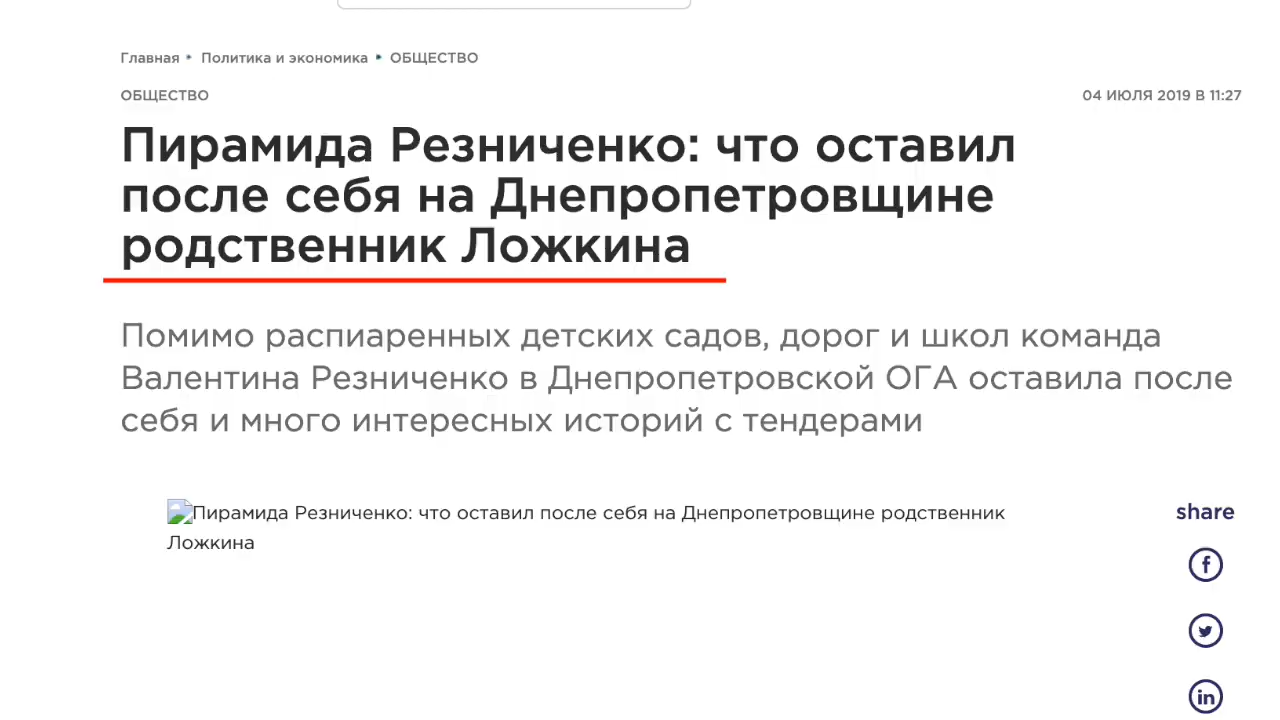 Главная • Политика и экономика • ОБЩЕСТВО
ОБЩЕСТВО
04 ИЮЛЯ 2019 В 11:27
Пирамида Резниченко: что оставил
после себя на Днепропетровщине
родственник Ложкина
Помимо распиаренных детских садов, дорог и школ команда
Валентина Резниченко в Днепропетровской ОГА оставила после
себя и много интересных историй с тендерами
Пирамида Резниченко: что оставил после себя на Днепропетровщине родственник
Ложкина
share